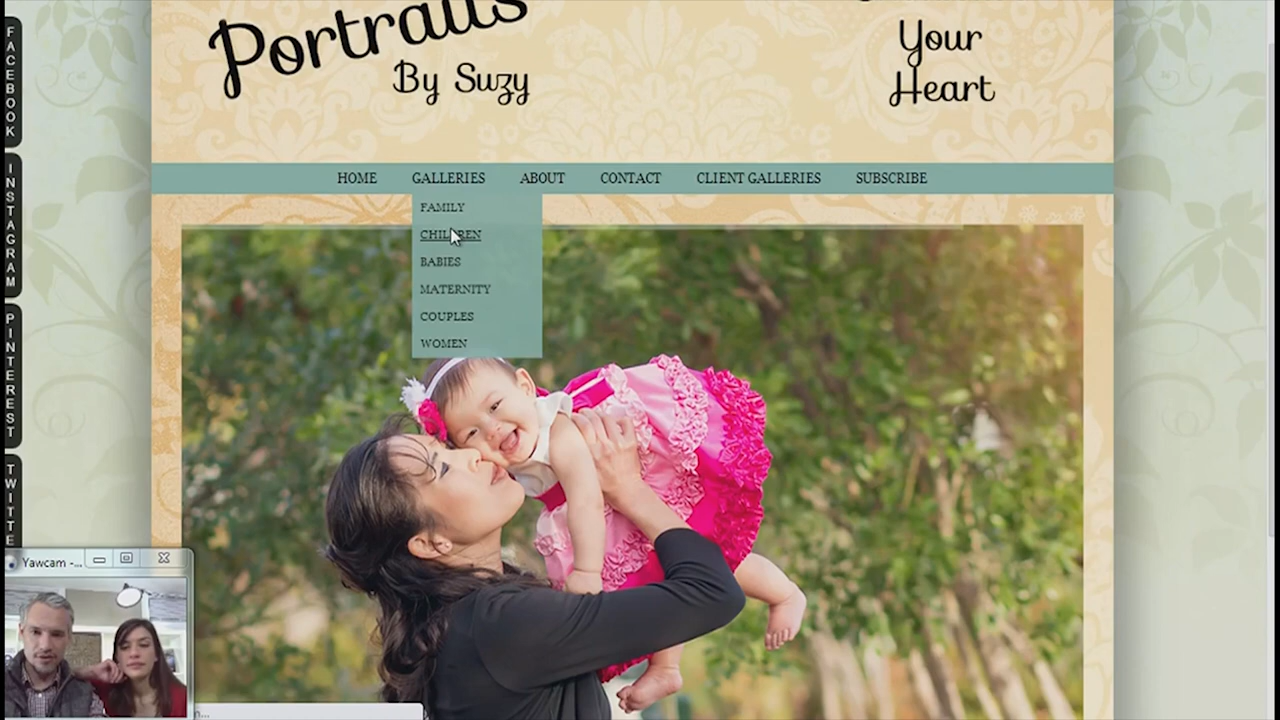 Portraits
By Suzy
Your
Heart
HOME GALLERIES ABOUT CONTACT CLIENT GALLERIES SUBSCRIBE
FAMILY
CHILDREN
BABIES
MATERNITY
COUPLES
WOMEN
FACEBOOK
INSTAGRAM
PINTEREST
TWITTE
Yawcam -...